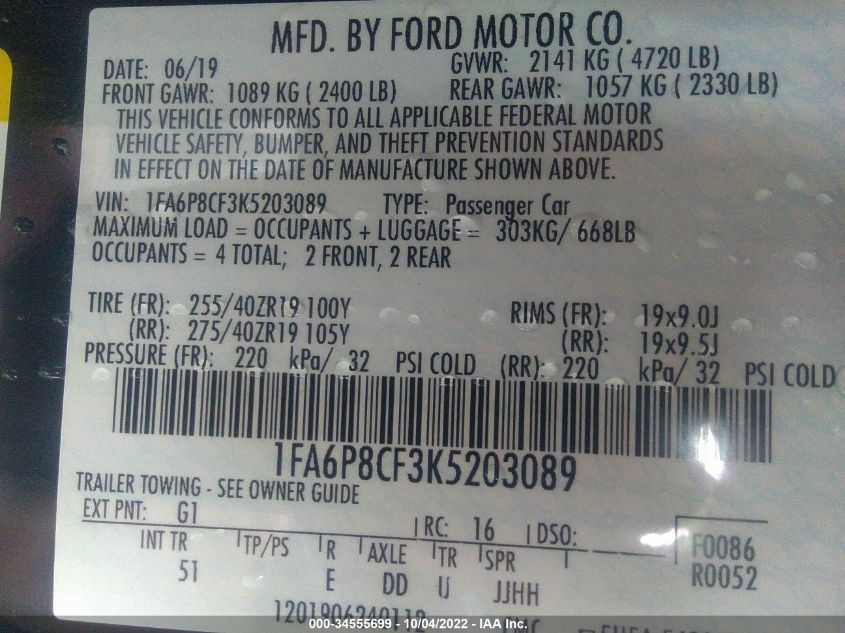 MFD. BY FORD MOTOR CO.
DATE: 06/19 GVWR: 2141 KG ( 4720 LB)
FRONT GAWR: 1089 KG ( 2400 LB) REAR GAWR: 1057 KG ( 2330 LB)
THIS VEHICLE CONFORMS TO ALL APPLICABLE FEDERAL MOTOR
VEHICLE SAFETY, BUMPER, AND THEFT PREVENTION STANDARDS
IN EFFECT ON THE DATE OF MANUFACTURE SHOWN ABOVE.
VIN: 1FA6P8CF3K5203089 TYPE: Passenger Car
MAXIMUM LOAD = OCCUPANTS + LUGGAGE = 303KG/ 668LB
OCCUPANTS = 4 TOTAL; 2 FRONT, 2 REAR
TIRE (FR): 255/40ZR19 100Y RIMS (FR): 19x9.0J
(RR): 275/40ZR19 105Y (RR): 19x9.5J
PRESSURE (FR): 220 kPa/ 32 PSI COLD (RR): 220 kPa/ 32 PSI COLD
1FA6P8CF3K5203089
TRAILER TOWING - SEE OWNER GUIDE
EXT PNT: G1 RC: 16 DSO: F0086
INT TR TP/PS R AXLE TR SPR R0052
51 E DD U JJHH
1201906240112
000-34555699 - 10/04/2022 - IAA Inc.